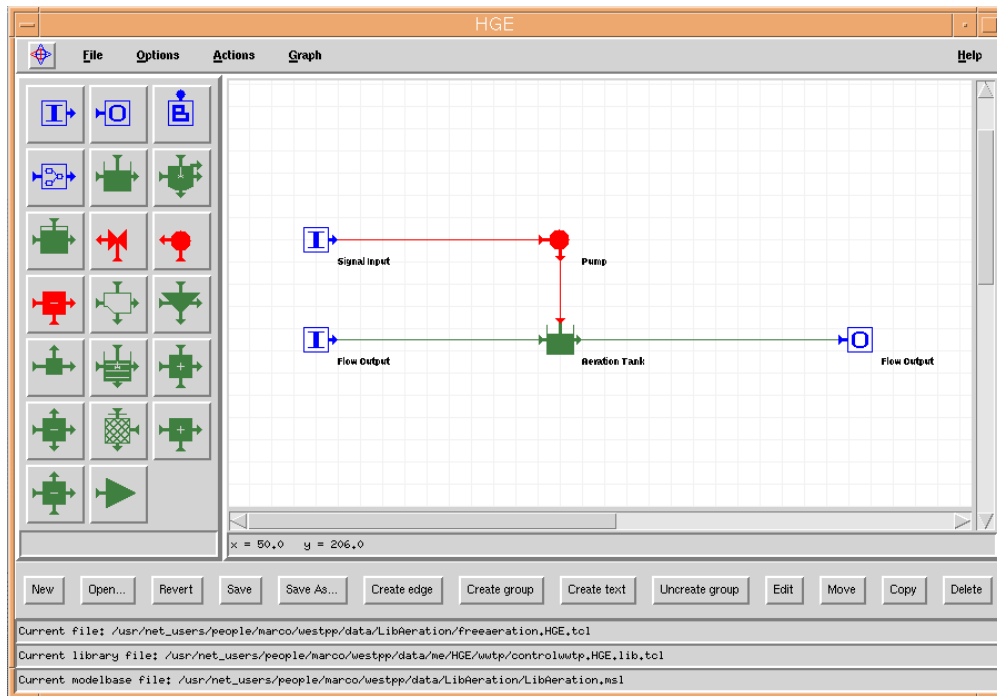 HGE
File Options Actions Graph Help
I O B
Signal Input Pump
I I
Flow Output Aeration Tank Flow Output
O
x = 50.0 y = 206.0
New Open... Revert Save Save As... Create edge Create group Create text Uncreate group Edit Move Copy Delete
Current file: /usr/net_users/people/marco/westpp/data/LibAeration/freeaeration.HGE.tcl
Current library file: /usr/net_users/people/marco/westpp/data/me/HGE/wwtp/controlwwtp.HGE.lib.tcl
Current modelbase file: /usr/net_users/people/marco/westpp/data/LibAeration/LibAeration.msl